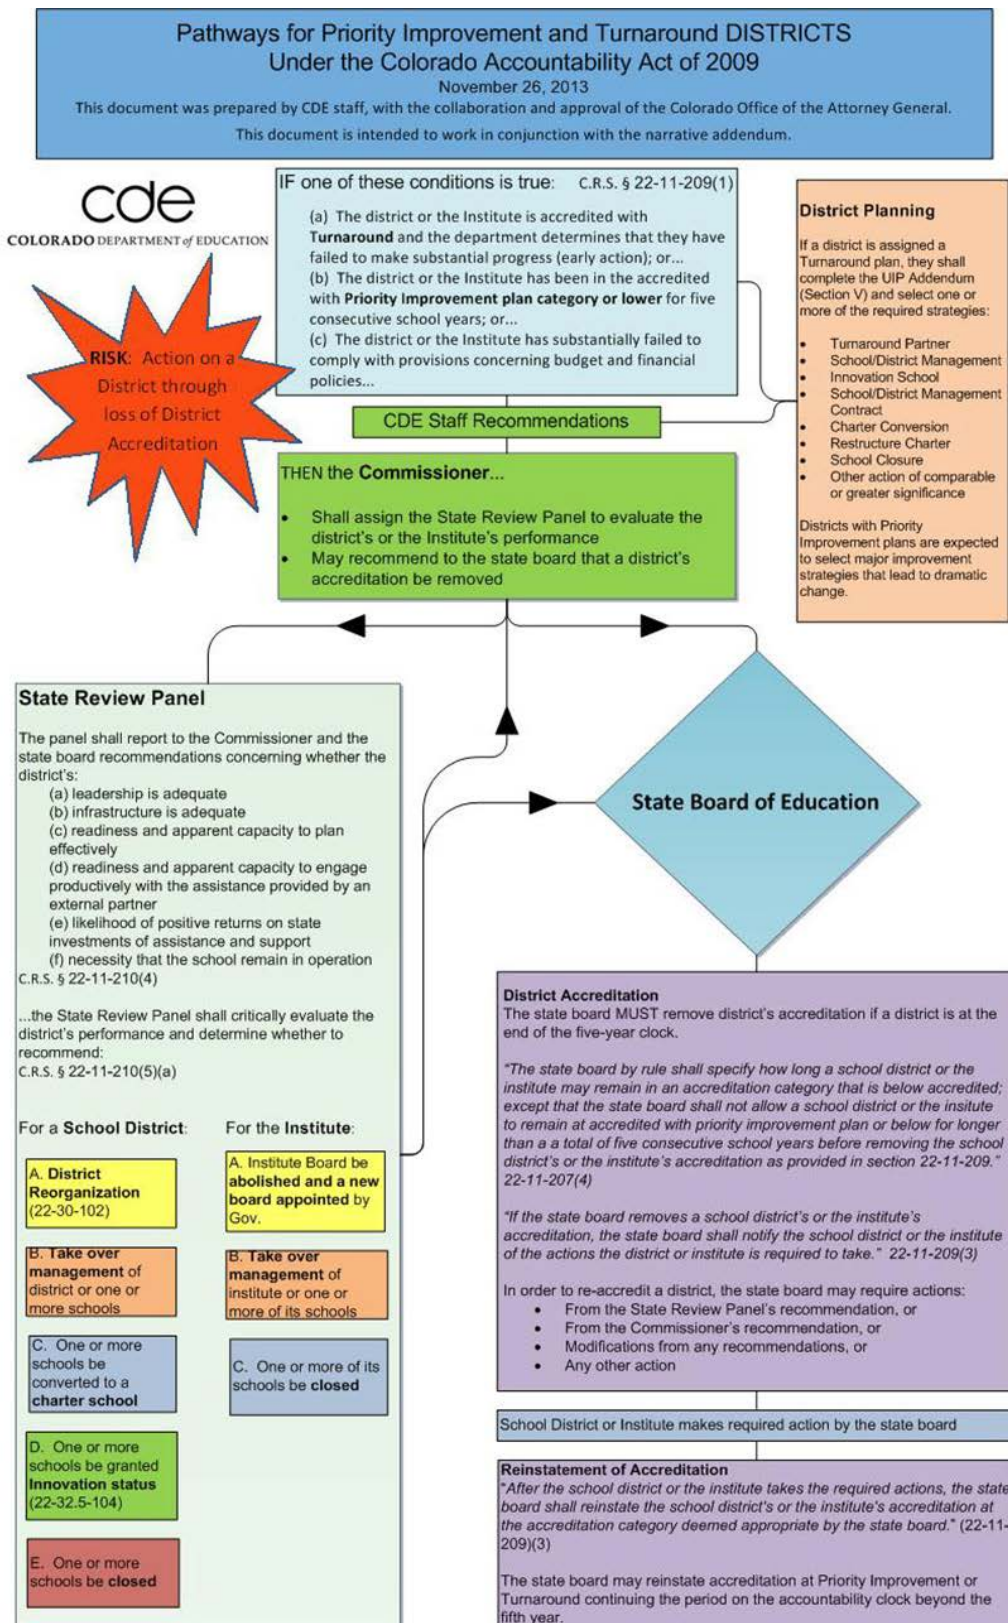 Pathways for Priority Improvement and Turnaround DISTRICTS
Under the Colorado Accountability Act of 2009
November 26, 2013
This document was prepared by CDE staff, with the collaboration and approval of the Colorado Office of the Attorney General.
This document is intended to work in conjunction with the narrative addendum.
cde
COLORADO DEPARTMENT of EDUCATION
RISK: Action on a
District through
loss of District
Accreditation
IF one of these conditions is true: C.R.S. § 22-11-209(1)
(a) The district or the Institute is accredited with
Turnaround and the department determines that they have
failed to make substantial progress (early action); or...
(b) The district or the Institute has been in the accredited
with Priority Improvement plan category or lower for five
consecutive school years; or...
(c) The district or the Institute has substantially failed to
comply with provisions concerning budget and financial
policies...
District Planning
If a district is assigned a
Turnaround plan, they shall
complete the UIP Addendum
(Section V) and select one or
more of the required strategies:
• Turnaround Partner
• School/District Management
• Innovation School
• School/District Management
Contract
• Charter Conversion
• Restructure Charter
• School Closure
• Other action of comparable
or greater significance
Districts with Priority
Improvement plans are expected
to select major improvement
strategies that lead to dramatic
change.
CDE Staff Recommendations
THEN the Commissioner...
• Shall assign the State Review Panel to evaluate the
district's or the Institute's performance
• May recommend to the state board that a district's
accreditation be removed
State Review Panel
The panel shall report to the Commissioner and the
state board recommendations concerning whether the
district's:
(a) leadership is adequate
(b) infrastructure is adequate
(c) readiness and apparent capacity to plan
effectively
(d) readiness and apparent capacity to engage
productively with the assistance provided by an
external partner
(e) likelihood of positive returns on state
investments of assistance and support
(f) necessity that the school remain in operation
C.R.S. § 22-11-210(4)
...the State Review Panel shall critically evaluate the
district's performance and determine whether to
recommend:
C.R.S. § 22-11-210(5)(a)
For a School District:
A. District
Reorganization
(22-30-102)
B. Take over
management of
district or one or
more schools
C. One or more
schools be
converted to a
charter school
D. One or more
schools be granted
Innovation status
(22-32.5-104)
E. One or more
schools be closed
For the Institute:
A. Institute Board be
abolished and a new
board appointed by
Gov.
B. Take over
management of
institute or one or
more of its schools
C. One or more of its
schools be closed
State Board of Education
District Accreditation
The state board MUST remove district's accreditation if a district is at the
end of the five-year clock.
"The state board by rule shall specify how long a school district or the
institute may remain in an accreditation category that is below accredited;
except that the state board shall not allow a school district or the insitute
to remain at accredited with priority improvement plan or below for longer
than a a total of five consecutive school years before removing the school
district's or the institute's accreditation as provided in section 22-11-209."
22-11-207(4)
"If the state board removes a school district's or the institute's
accreditation, the state board shall notify the school district or the institute
of the actions the district or institute is required to take." 22-11-209(3)
In order to re-accredit a district, the state board may require actions:
• From the State Review Panel's recommendation, or
• From the Commissioner's recommendation, or
• Modifications from any recommendations, or
• Any other action
School District or Institute makes required action by the state board
Reinstatement of Accreditation
"After the school district or the institute takes the required actions, the state
board shall reinstate the school district's or the institute's accreditation at
the accreditation category deemed appropriate by the state board." (22-11-
209)(3)
The state board may reinstate accreditation at Priority Improvement or
Turnaround continuing the period on the accountability clock beyond the
fifth year.